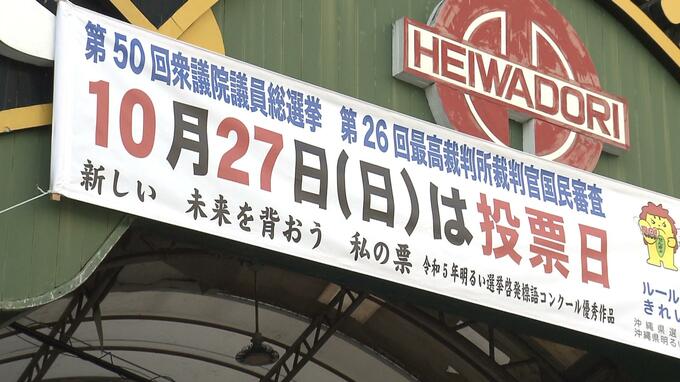 HEIWADORI
第50回衆議院議員総選挙 第26回最高裁判所裁判官国民審査
10月27日(日)は投票日
新しい 未来を背おう 私の票 令和5年明るい選挙啓発標語コンクール優秀作品
ルール
きれい
沖縄県選
沖縄県明る